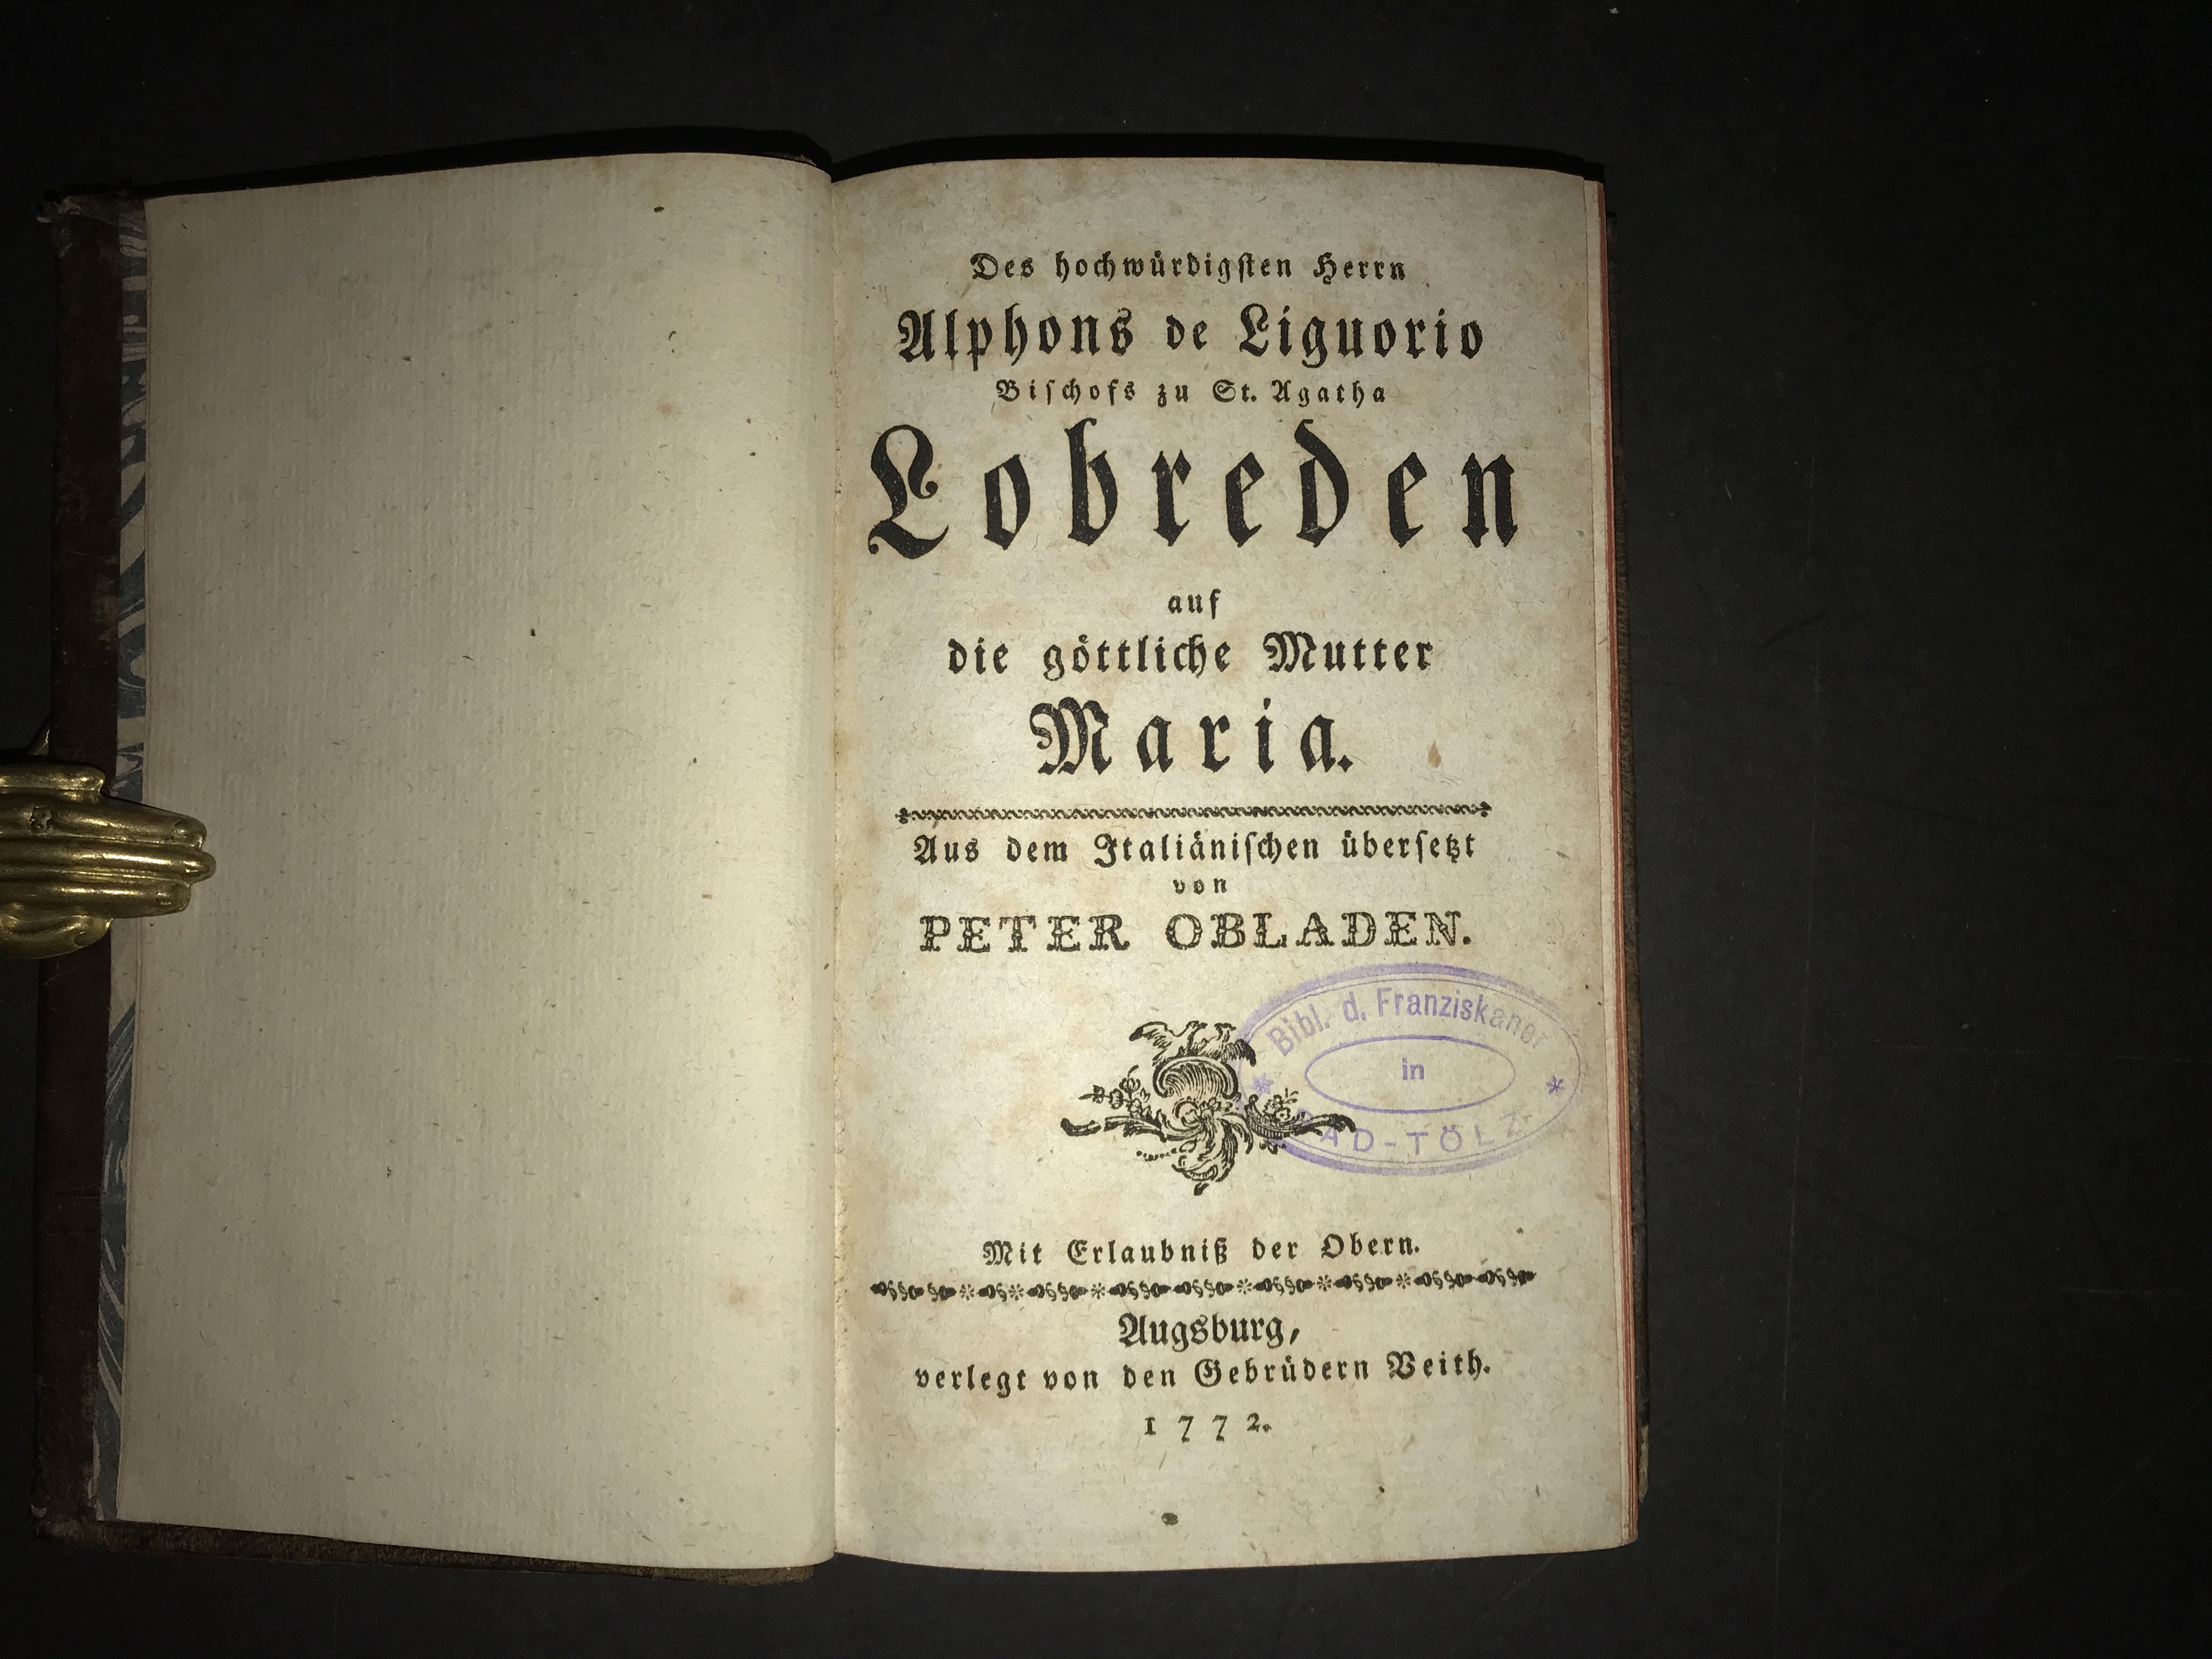 Des hochwürdigſten Herrn
Alphons de Liguorio
Biſchofs zu St. Agatha
Lobreden
auf
die göttliche Mutter
Maria.
Aus dem Italiäniſchen überſetzt
von
PETER OBLADEN.
Bibl. d. Franziskaner
in
BAD-TÖLZ
Mit Erlaubniß der Obern.
Augsburg,
verlegt von den Gebrüdern Veith.
1772.